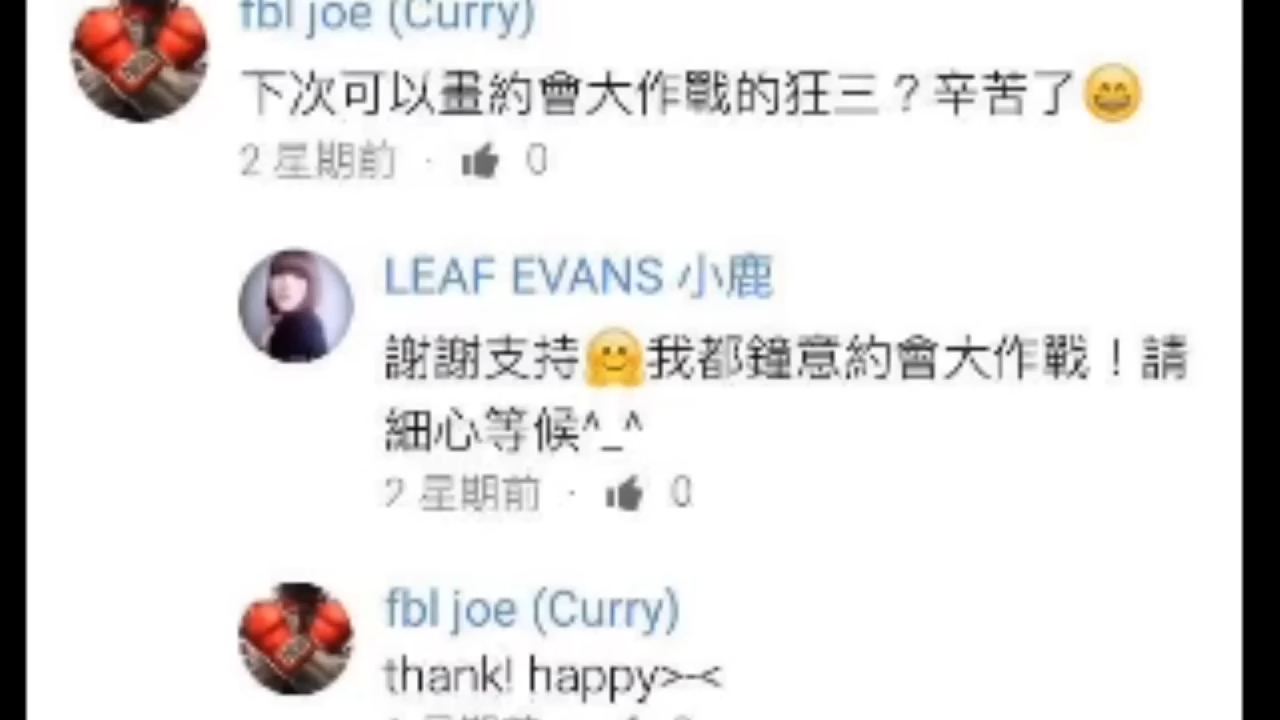 fbl joe (Curry)
下次可以畫約會大作戰的狂三？辛苦了😄
2 星期前 · 0
LEAF EVANS 小鹿
謝謝支持🤗我都鐘意約會大作戰！請
細心等候^_^
2 星期前 · 0
fbl joe (Curry)
thank! happy>-<